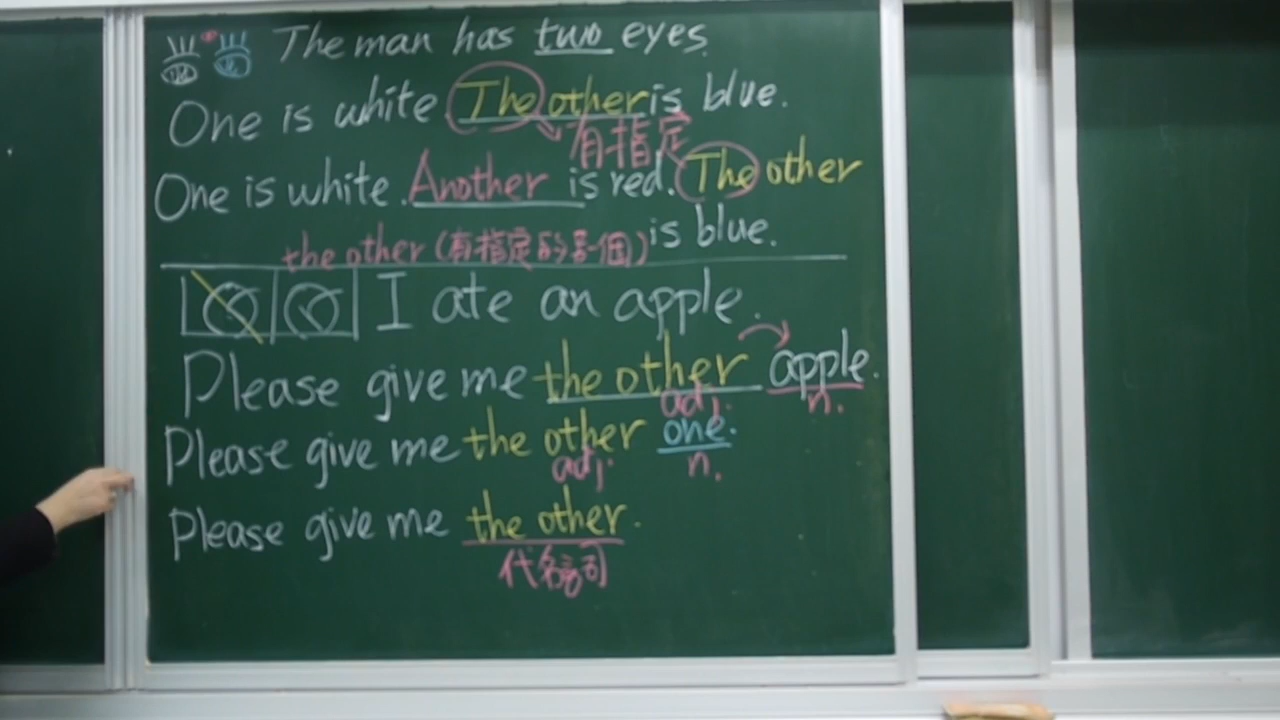 The man has two eyes.
One is white The other is blue.
有指定
One is white. Another is red. The other
is blue.
the other (有指定的另一個)
I ate an apple.
Please give me the other apple.
adj. n.
Please give me the other one.
adj. n.
Please give me the other.
代名詞